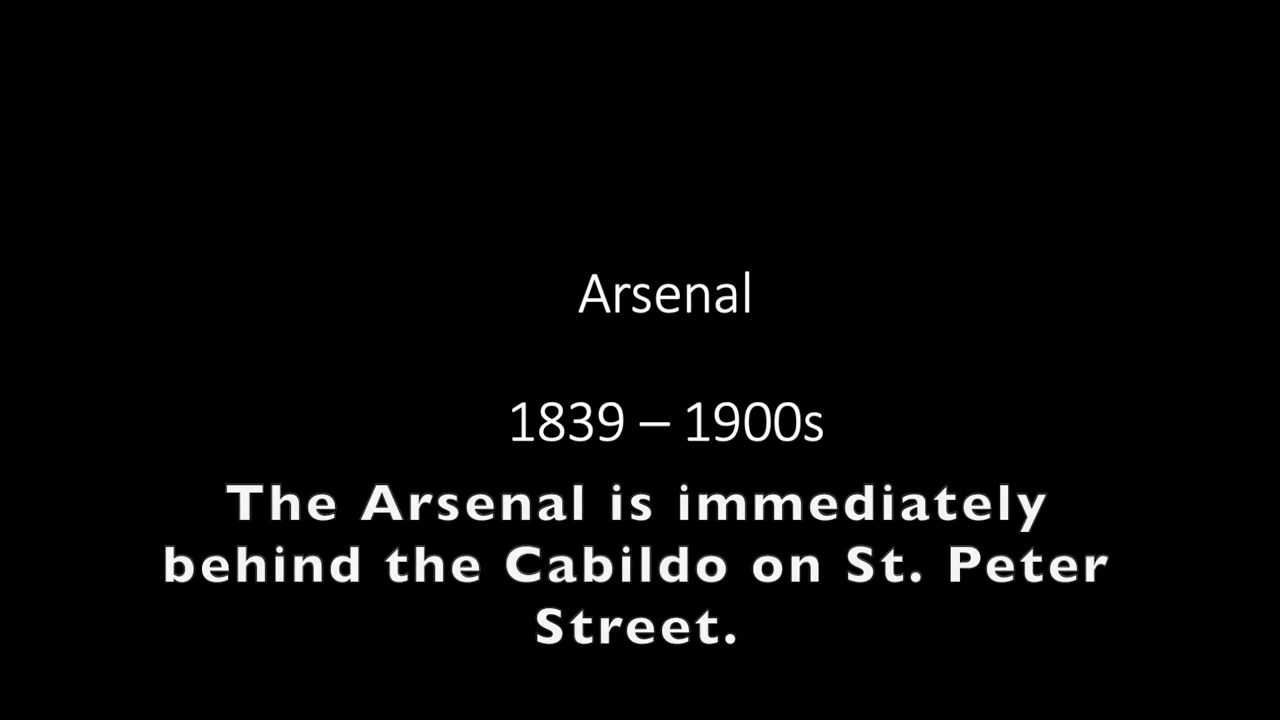 Arsenal
1839 – 1900s
The Arsenal is immediately
behind the Cabildo on St. Peter
Street.